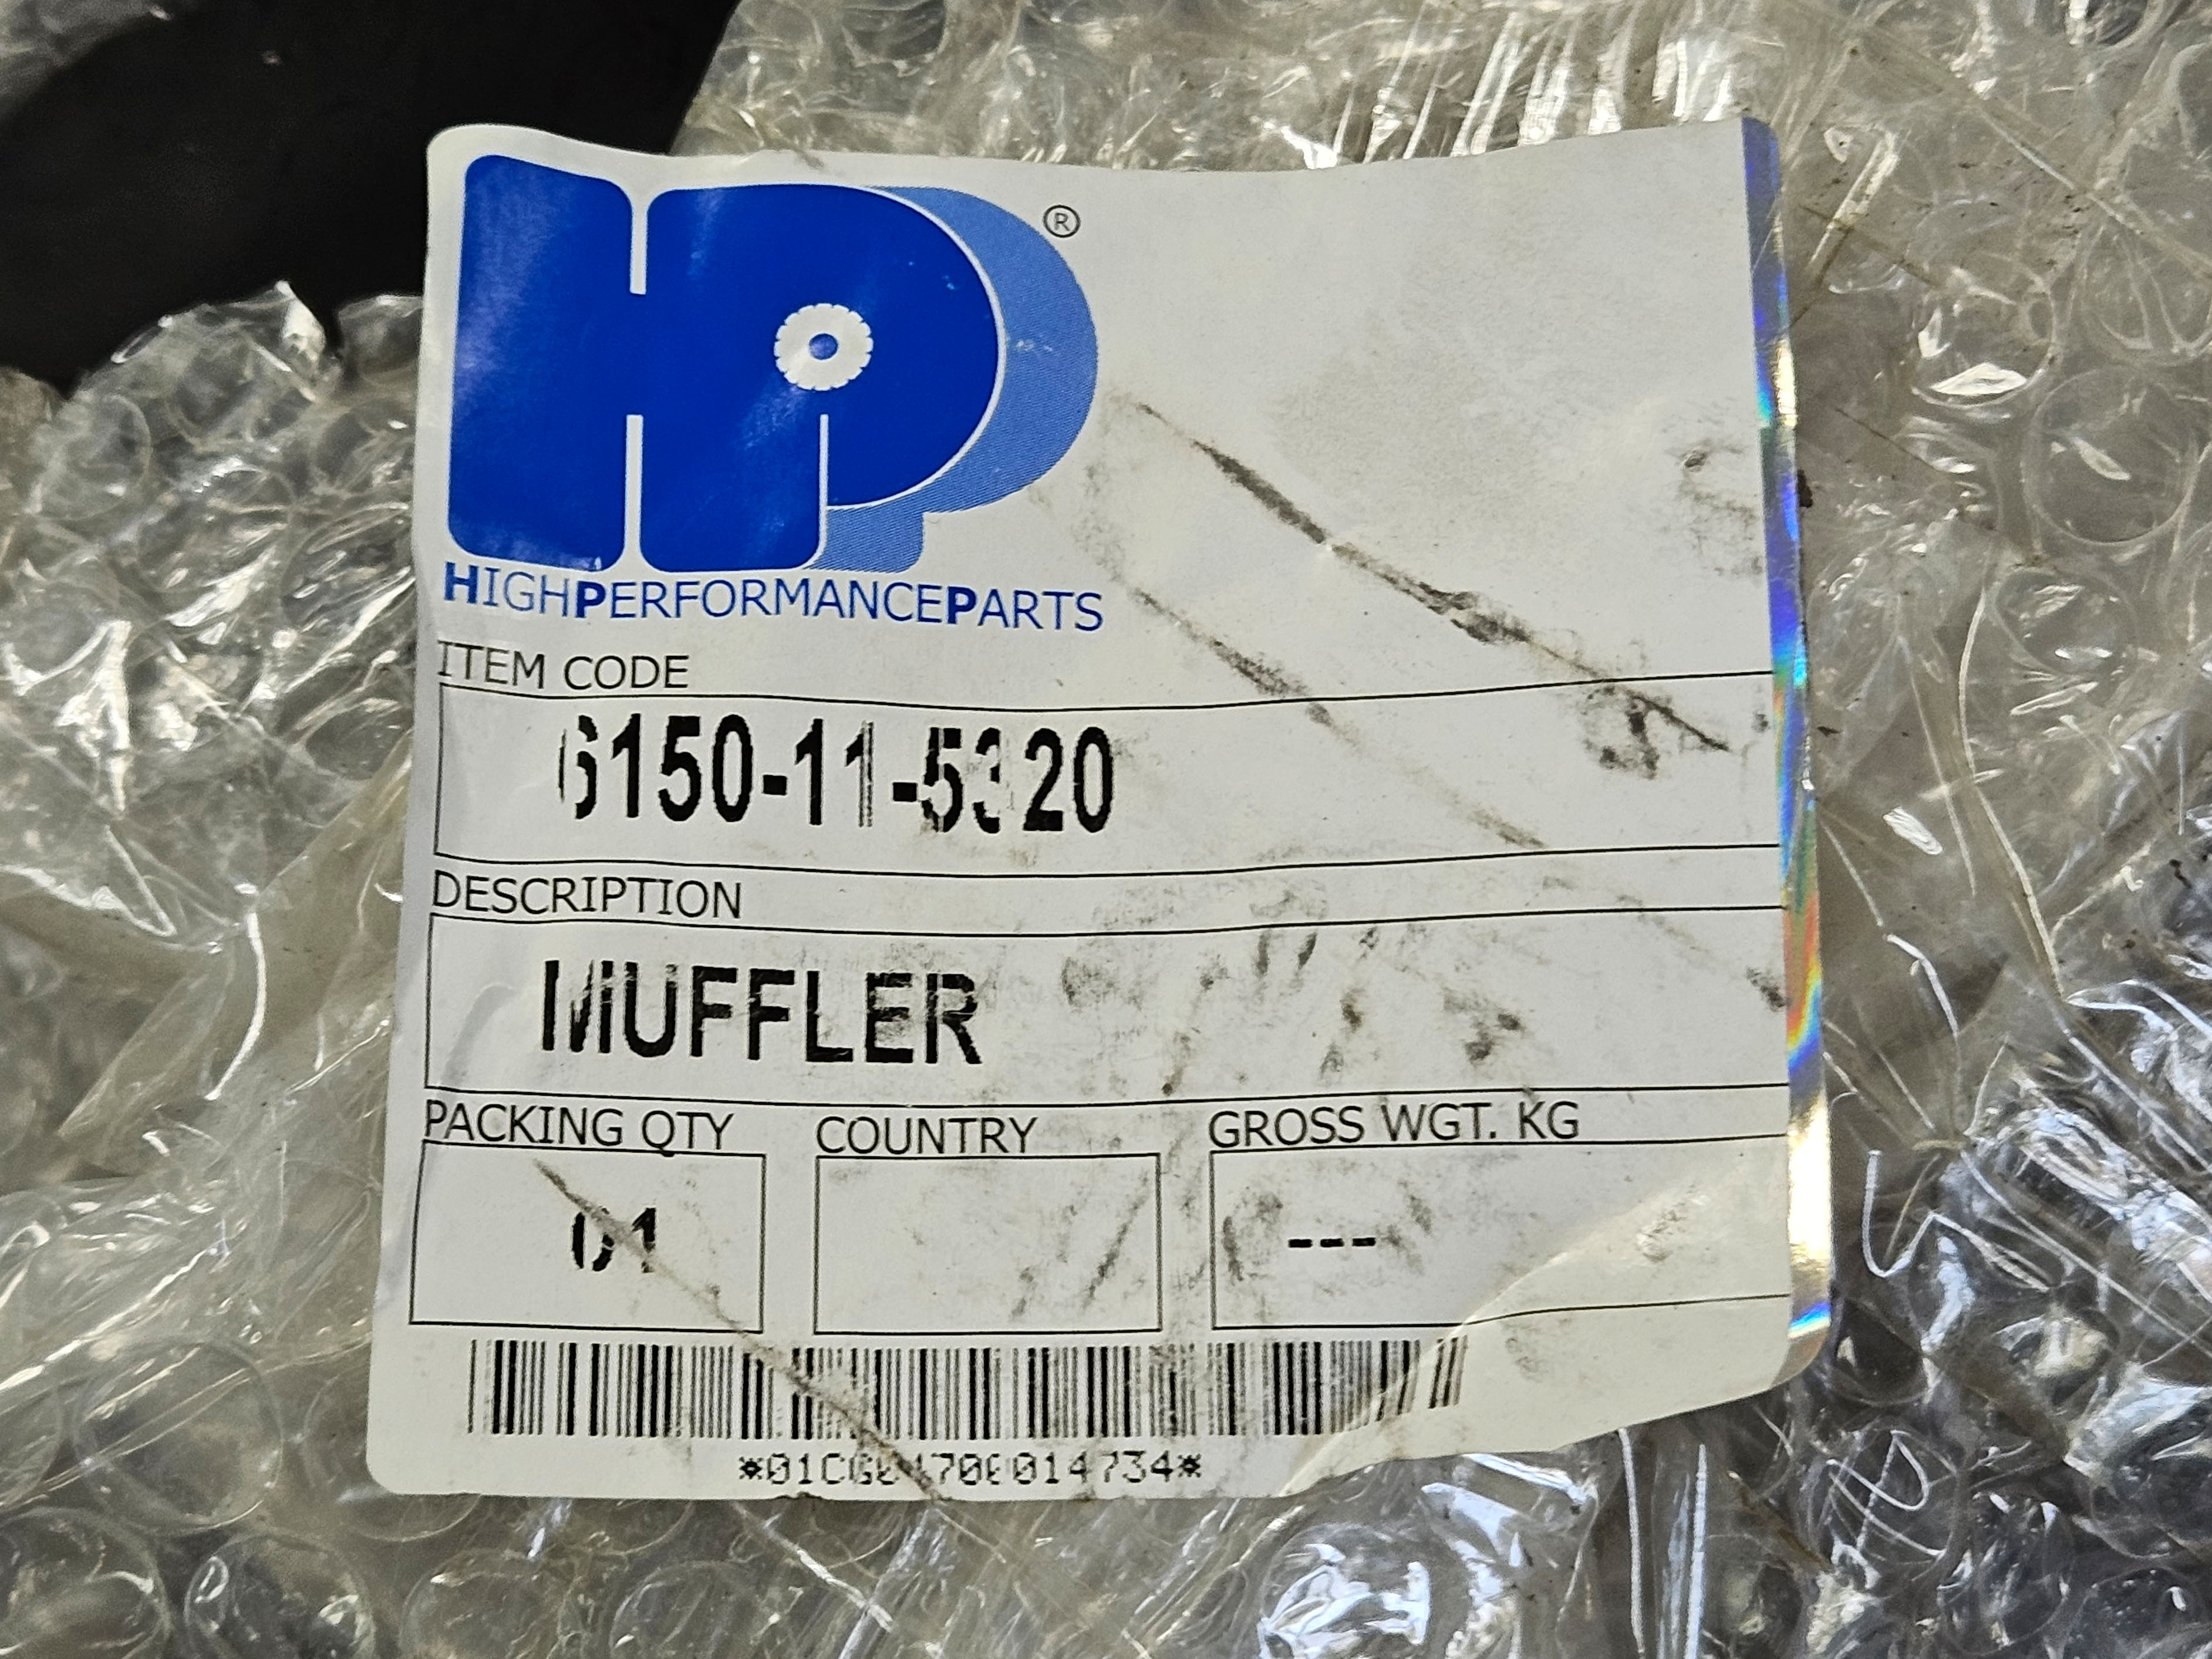 HP®
HIGHPERFORMANCEPARTS
ITEM CODE
6150-11-5320
DESCRIPTION
MUFFLER
PACKING QTY COUNTRY GROSS WGT. KG
01 ---